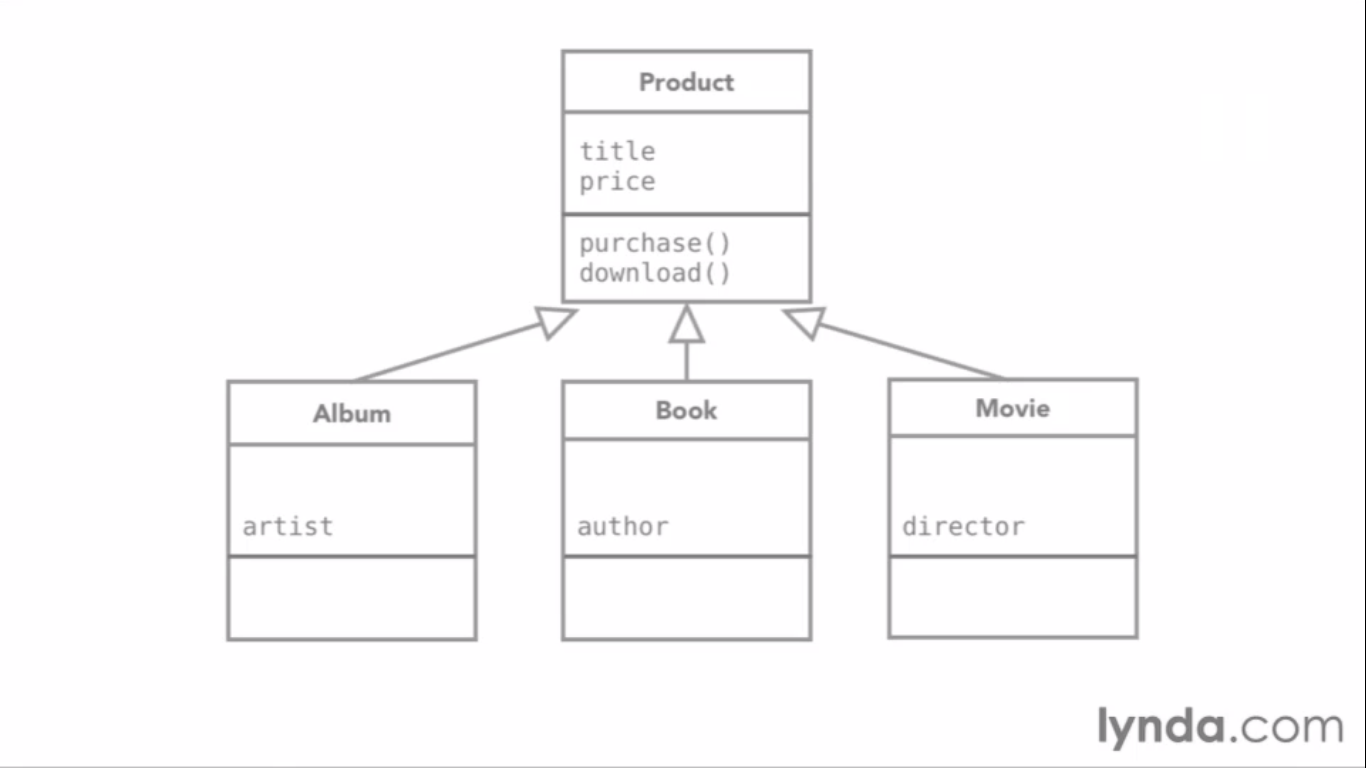 Product
title
price
purchase()
download()
Album
artist
Book
author
Movie
director
lynda.com